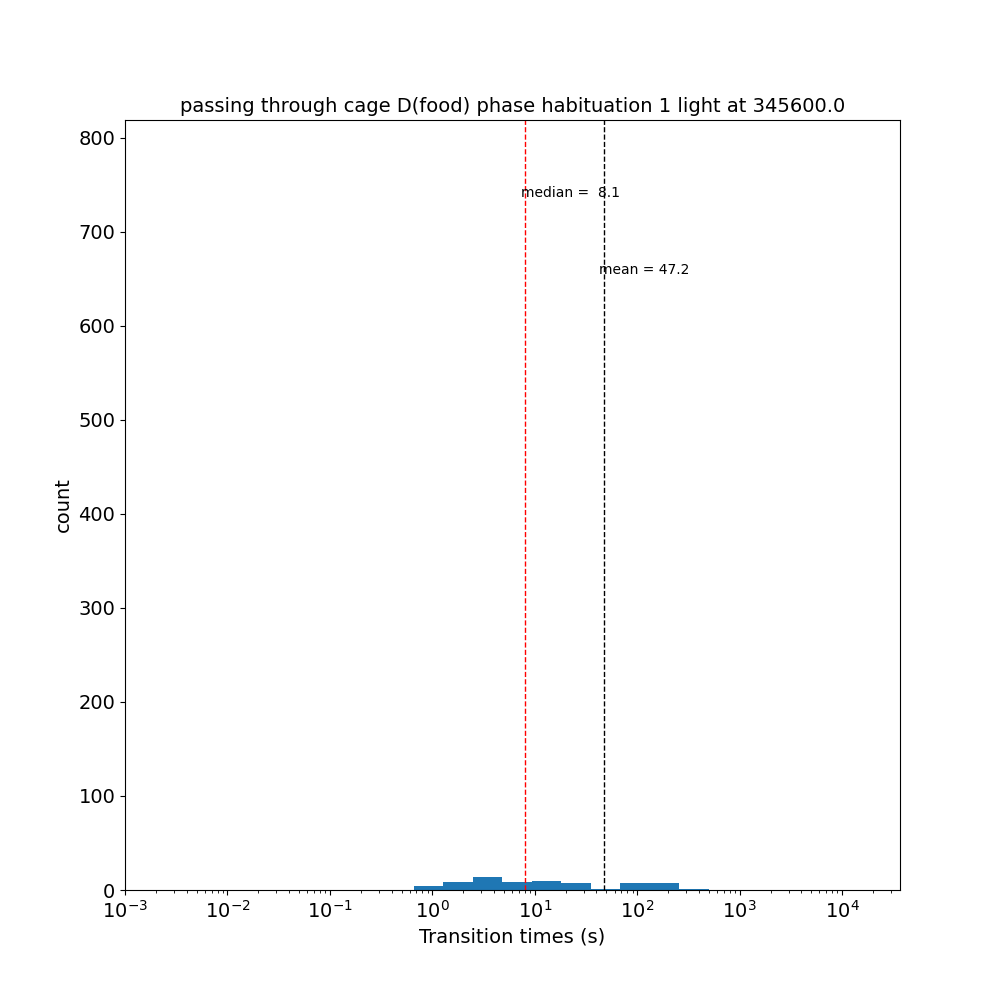 passing through cage D(food) phase habituation 1 light at 345600.0
800
700
600
500
400
300
200
100
0
count
median =  8.1
mean = 47.2
10⁻³ 10⁻² 10⁻¹ 10⁰ 10¹ 10² 10³ 10⁴
Transition times (s)